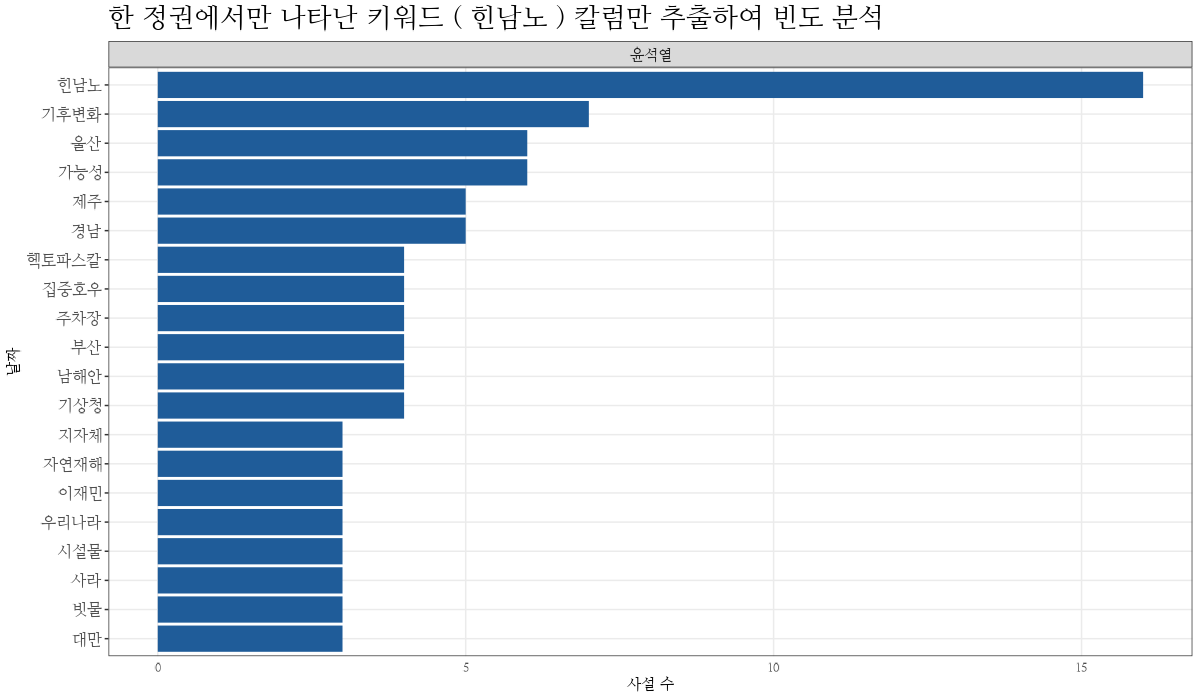 한 정권에서만 나타난 키워드 ( 힌남노 ) 칼럼만 추출하여 빈도 분석
윤석열
힌남노
기후변화
울산
가능성
제주
경남
헥토파스칼
집중호우
주차장
부산
남해안
기상청
지자체
자연재해
이재민
우리나라
시설물
사라
빗물
대만
날짜
0 5 10 15
사설 수